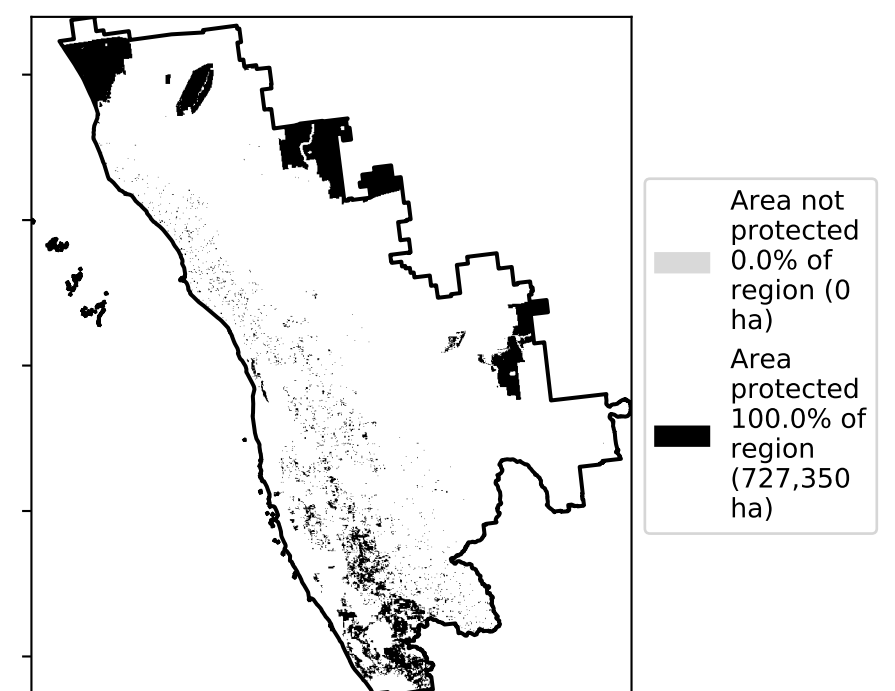 Area not
protected
0.0% of
region (0
ha)
Area
protected
100.0% of
region
(727,350
ha)